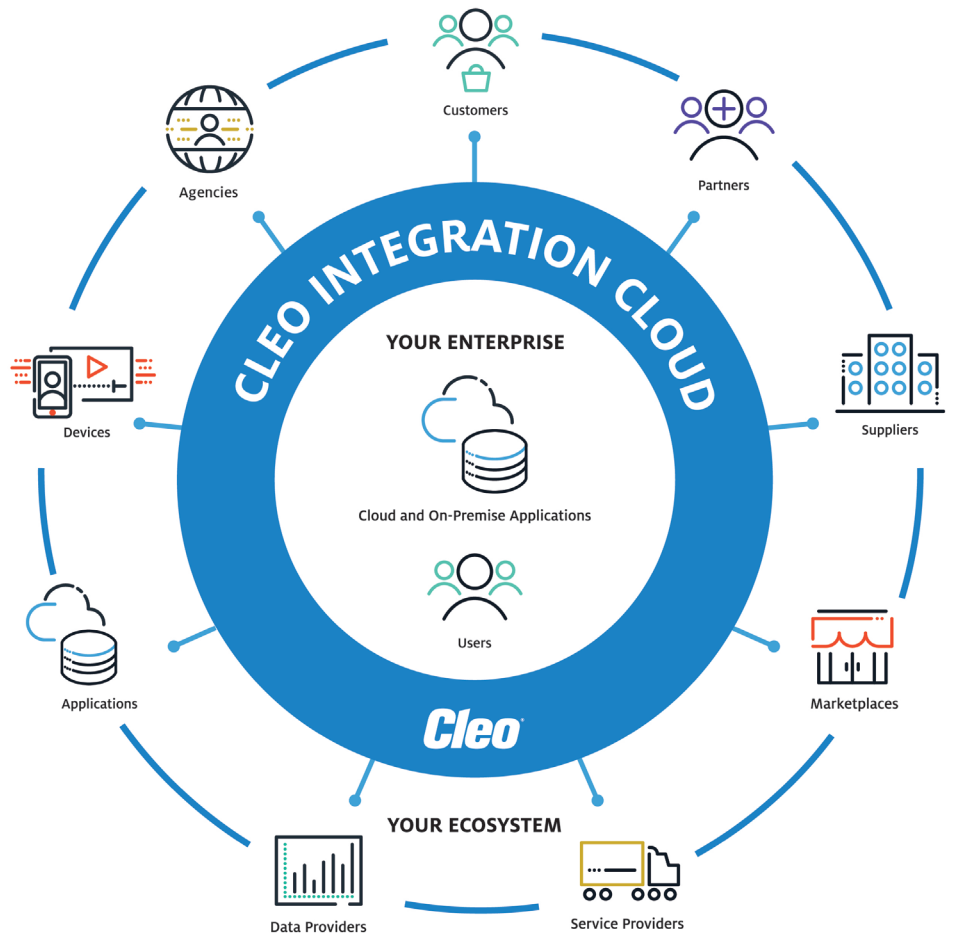 Customers
Agencies
Partners
CLEO INTEGRATION CLOUD
YOUR ENTERPRISE
Devices
Suppliers
Cloud and On-Premise Applications
Users
Applications
Marketplaces
Cleo
YOUR ECOSYSTEM
Data Providers
Service Providers